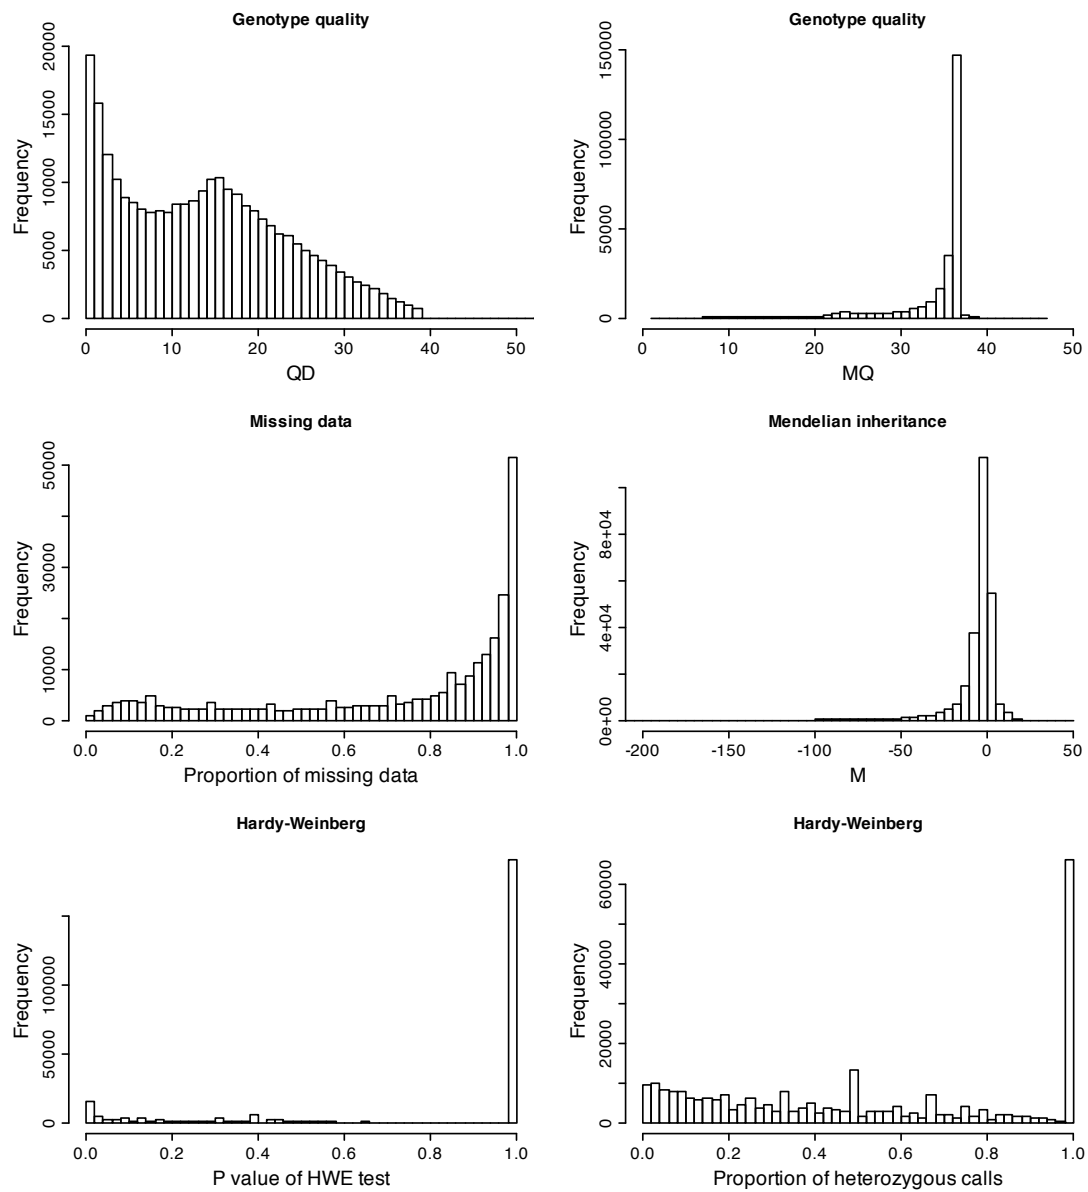 Genotype quality
Frequency
0 5000 10000 15000 20000
0 10 20 30 40 50
QD
Genotype quality
Frequency
0 50000 100000 150000
0 10 20 30 40 50
MQ
Missing data
Frequency
0 10000 30000 50000
0.0 0.2 0.4 0.6 0.8 1.0
Proportion of missing data
Mendelian inheritance
Frequency
0e+00 4e+04 8e+04
-200 -150 -100 -50 0 50
M
Hardy-Weinberg
Frequency
0 50000 100000
0.0 0.2 0.4 0.6 0.8 1.0
P value of HWE test
Hardy-Weinberg
Frequency
0 20000 40000 60000
0.0 0.2 0.4 0.6 0.8 1.0
Proportion of heterozygous calls